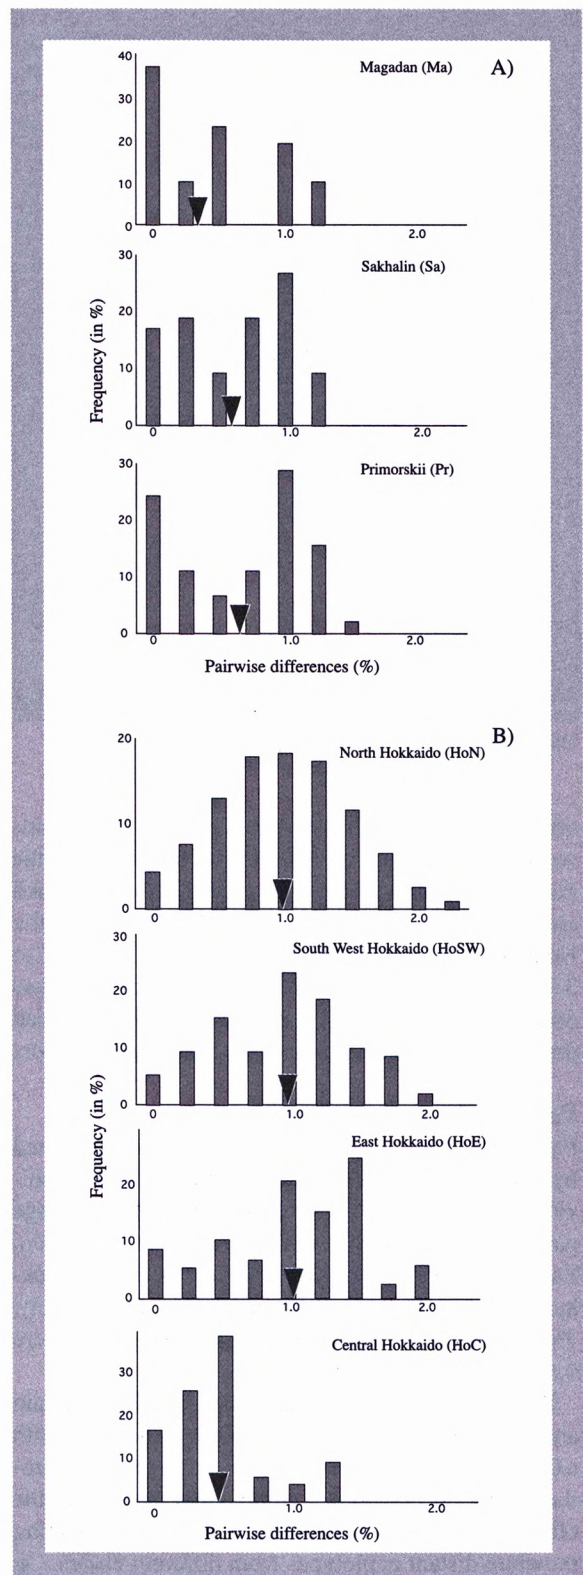 A)
Magadan (Ma)
40
30
20
10
0
0 1.0 2.0
Sakhalin (Sa)
30
20
10
0
0 1.0 2.0
Frequency (in %)
Primorskii (Pr)
30
20
10
0
0 1.0 2.0
Pairwise differences (%)
B)
North Hokkaido (HoN)
20
10
0
0 1.0 2.0
South West Hokkaido (HoSW)
30
20
10
0
0 1.0 2.0
Frequency (in %)
East Hokkaido (HoE)
20
10
0
0 1.0 2.0
Central Hokkaido (HoC)
30
20
10
0
0 1.0 2.0
Pairwise differences (%)